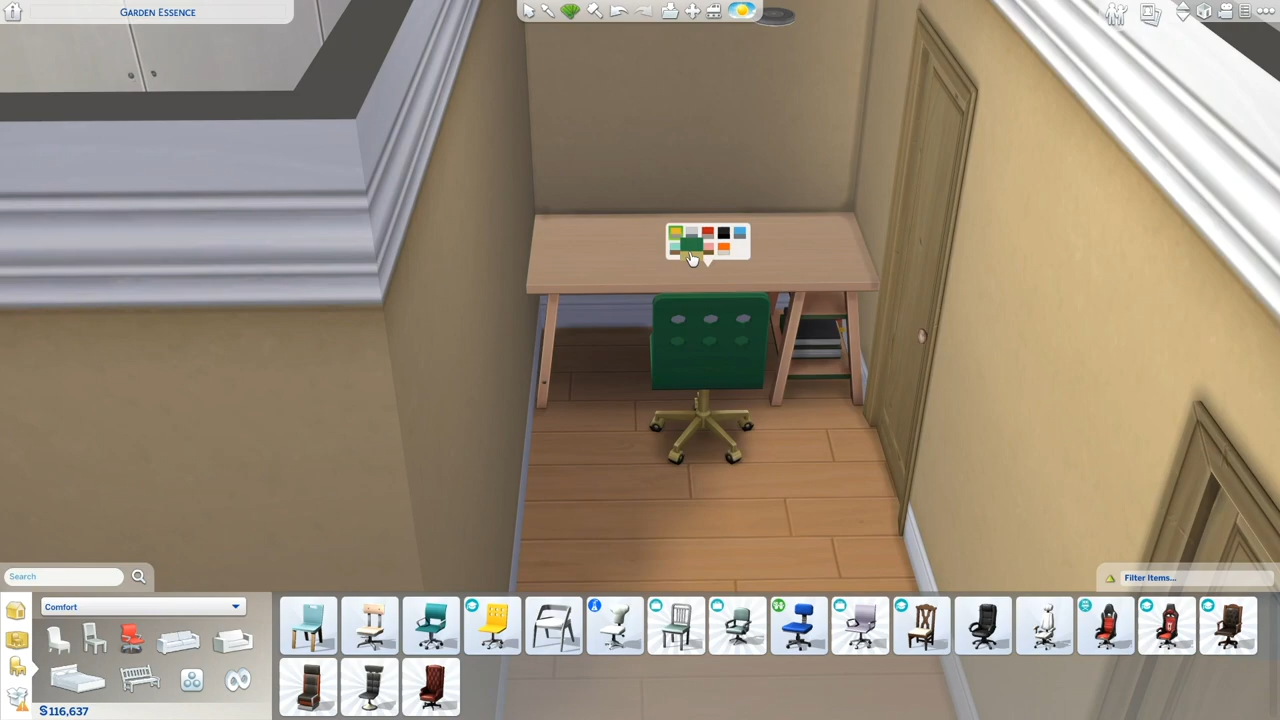 GARDEN ESSENCE
Search
Filter Items...
Comfort
§116,637